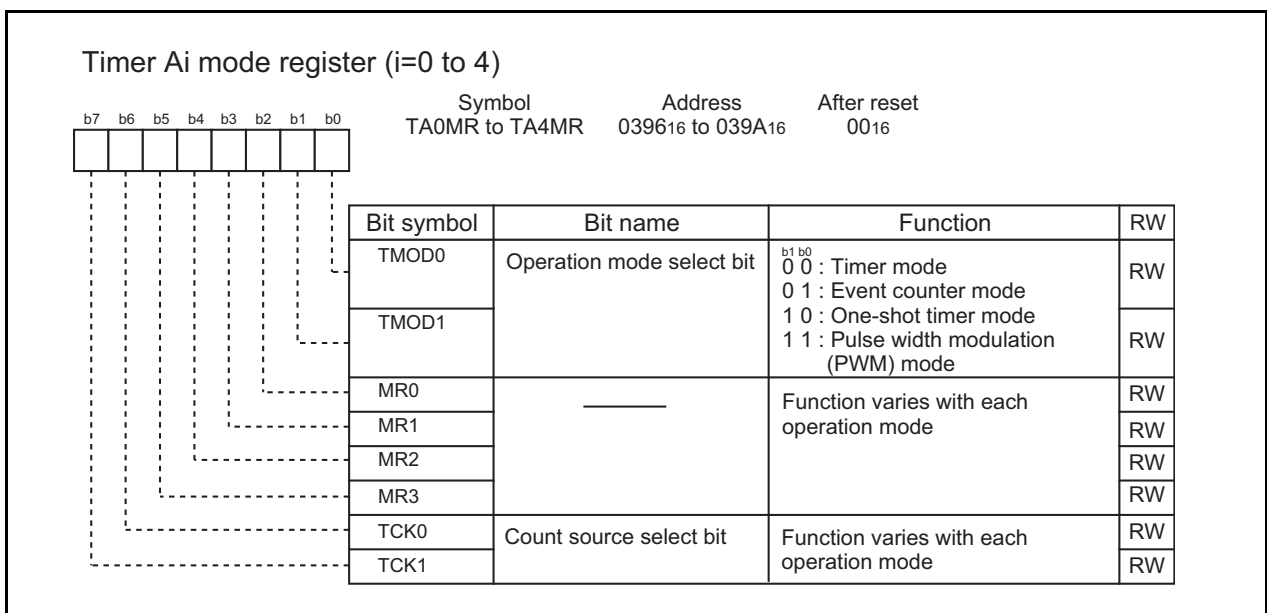 Timer Ai mode register (i=0 to 4)
Symbol Address After reset
TA0MR to TA4MR 039616 to 039A16 0016
b7 b6 b5 b4 b3 b2 b1 b0
Bit symbol Bit name Function RW
TMOD0 Operation mode select bit b1 b0
0 0 : Timer mode RW
0 1 : Event counter mode
TMOD1 1 0 : One-shot timer mode
1 1 : Pulse width modulation RW
(PWM) mode
MR0 Function varies with each RW
MR1 operation mode RW
MR2 RW
MR3 RW
TCK0 Count source select bit Function varies with each RW
TCK1 operation mode RW